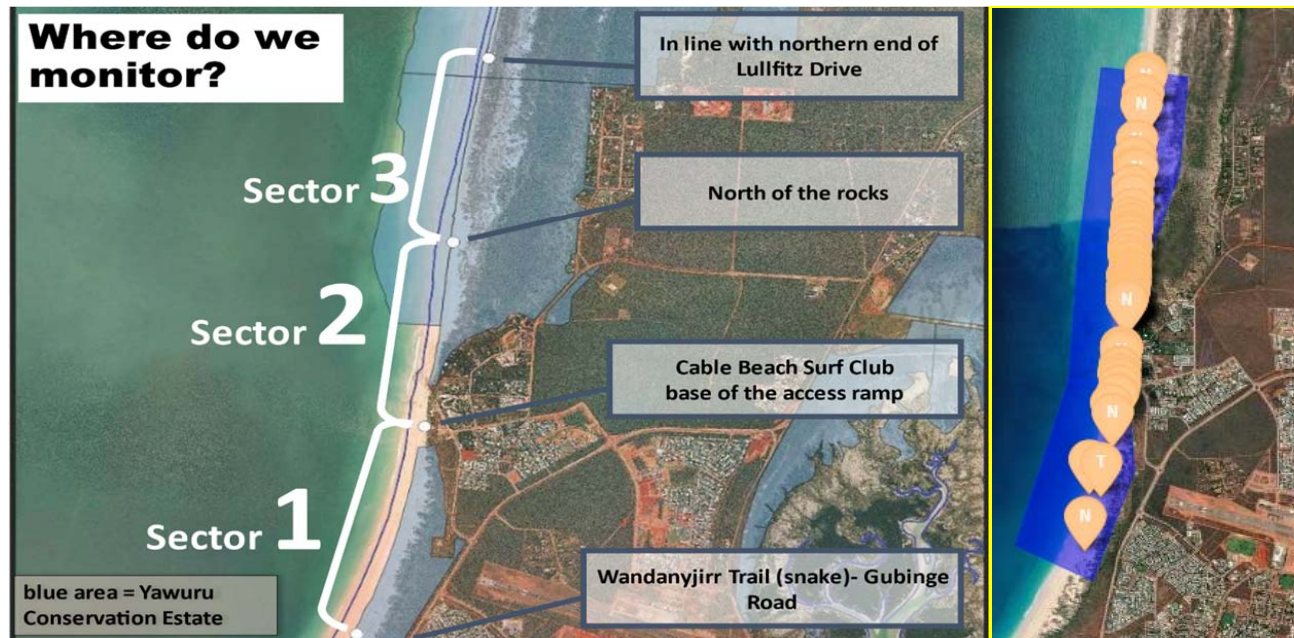 Where do we
monitor?
In line with northern end of
Lullfitz Drive
Sector 3
North of the rocks
Sector 2
Cable Beach Surf Club
base of the access ramp
Sector 1
Wandanyjirr Trail (snake)- Gubinge
Road
blue area = Yawuru
Conservation Estate
N
N
N
T
N